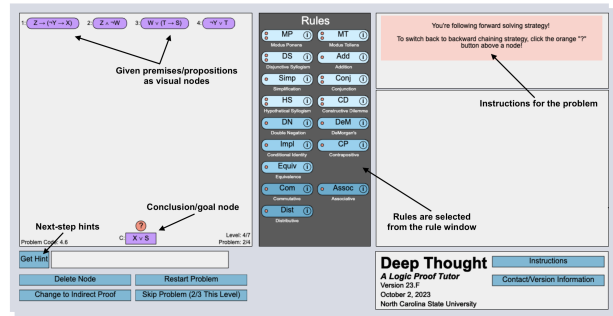 1: Z → (¬Y → X)
2: Z ∧ ¬W
3: W ∨ (T → S)
4: ¬Y ∨ T
Given premises/propositions
as visual nodes
Conclusion/goal node
Next-step hints
?
C: X ∨ S
Problem Code: 4.6
Level: 4/7
Problem: 2/4
Get Hint
Delete Node
Restart Problem
Change to Indirect Proof
Skip Problem (2/3 This Level)
Rules
MP
MT
Modus Ponens
Modus Tollens
DS
Add
Disjunctive Syllogism
Addition
Simp
Conj
Simplification
Conjunction
HS
CD
Hypothetical Syllogism
Constructive Dilemma
DN
DeM
Double Negation
DeMorgan's
Impl
CP
Conditional Identity
Contrapositive
Equiv
Equivalence
Com
Assoc
Commutative
Associative
Dist
Distributive
You're following forward solving strategy!
To switch back to backward chaining strategy, click the orange "?"
button above a node!
Instructions for the problem
Rules are selected
from the rule window
Deep Thought
A Logic Proof Tutor
Version 23.F
October 2, 2023
North Carolina State University
Instructions
Contact/Version Information